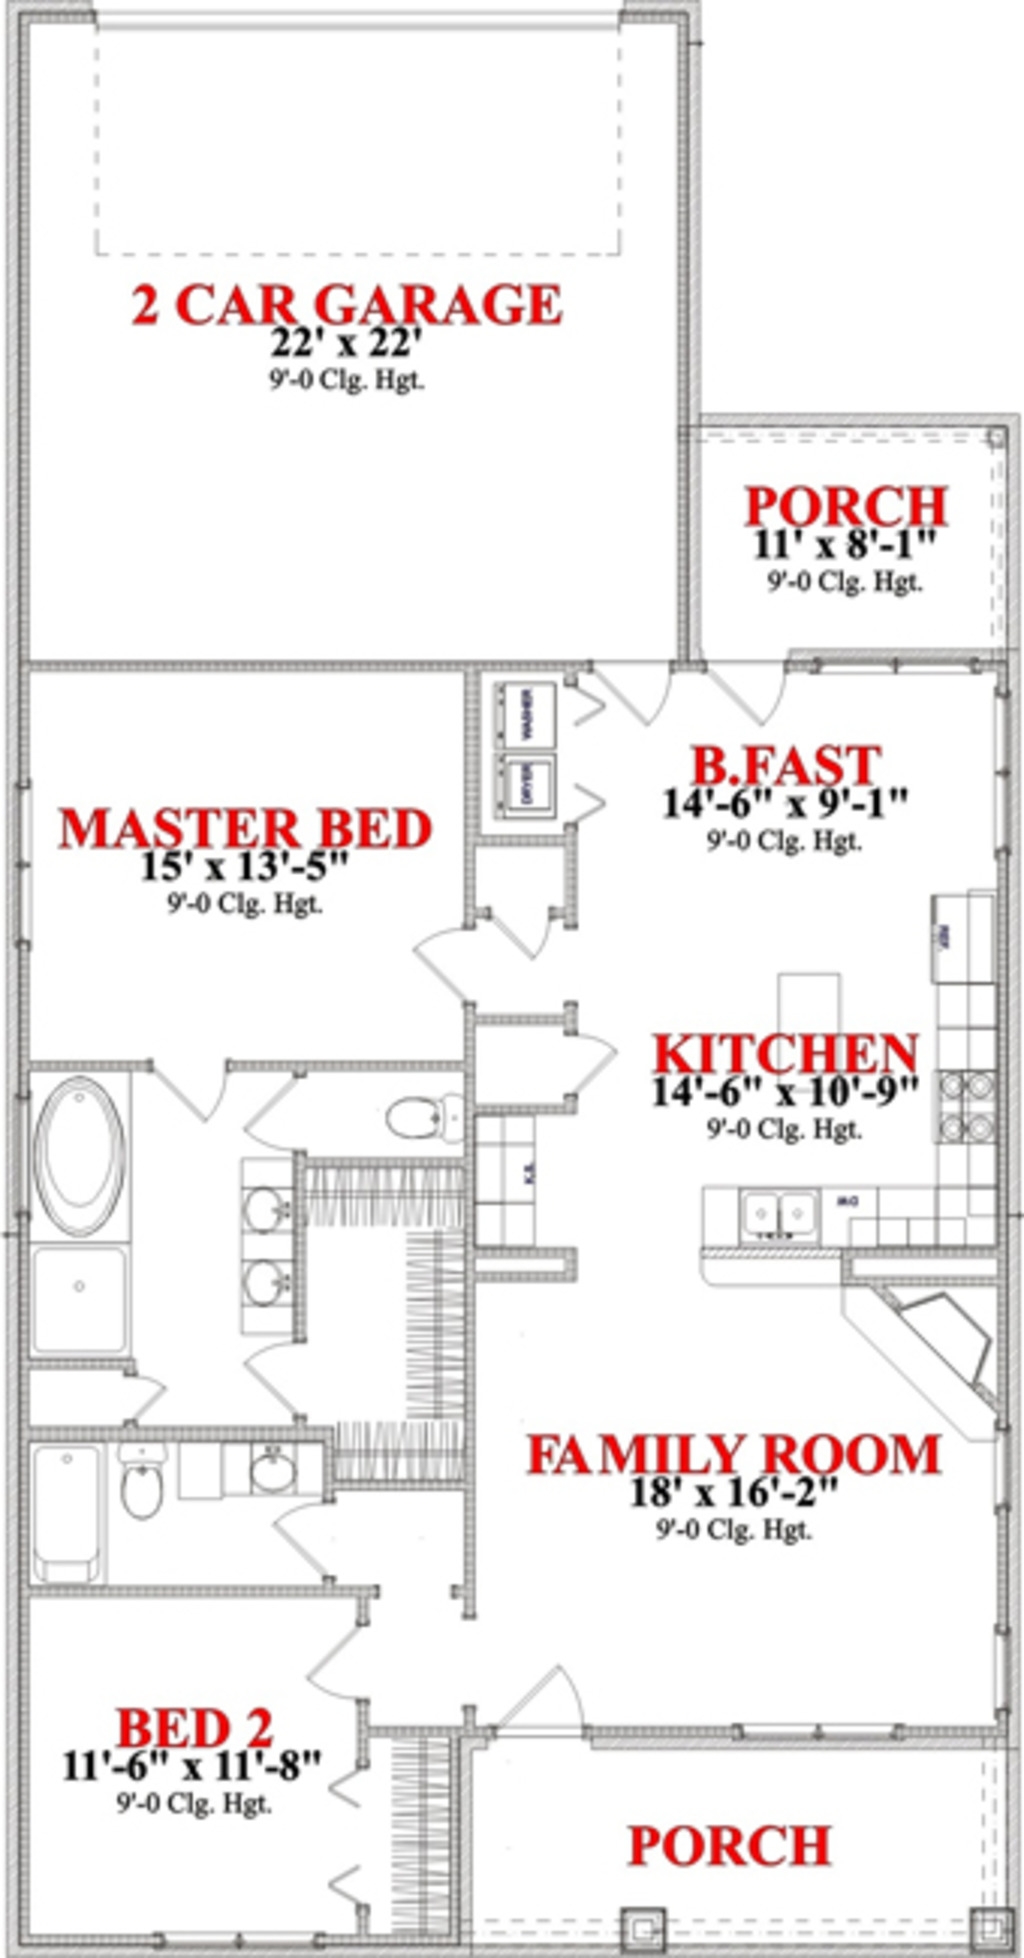 2 CAR GARAGE
22' x 22'
9'-0 Clg. Hgt.
PORCH
11' x 8'-1"
9'-0 Clg. Hgt.
WASHER
DRYER
B.FAST
14'-6" x 9'-1"
9'-0 Clg. Hgt.
MASTER BED
15' x 13'-5"
9'-0 Clg. Hgt.
REF.
KITCHEN
14'-6" x 10'-9"
9'-0 Clg. Hgt.
DW
FAMILY ROOM
18' x 16'-2"
9'-0 Clg. Hgt.
BED 2
11'-6" x 11'-8"
9'-0 Clg. Hgt.
PORCH